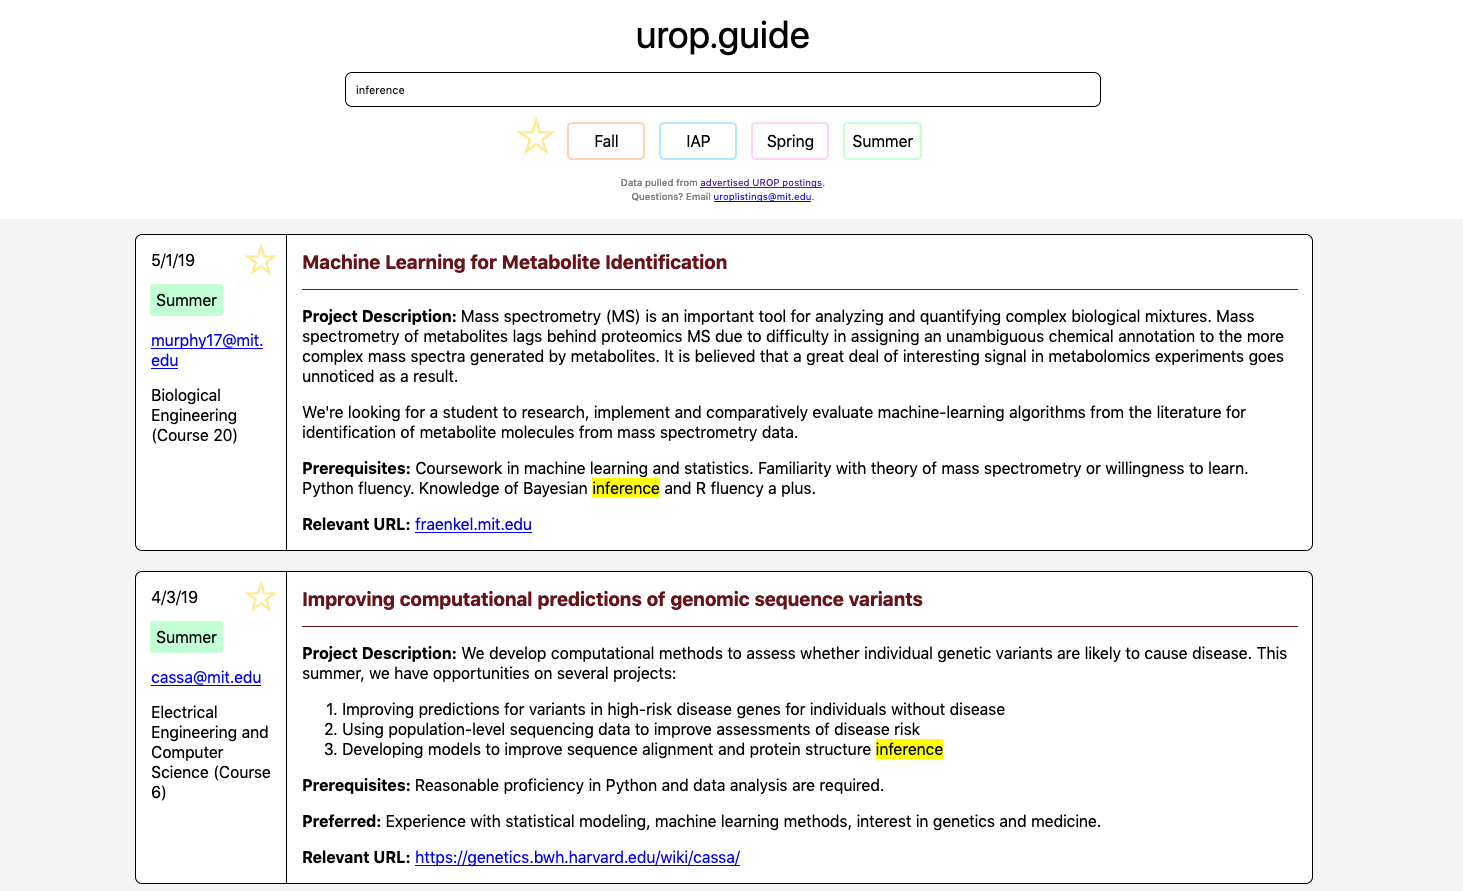 urop.guide
inference
Fall
IAP
Spring
Summer
Data pulled from advertised UROP postings.
Questions? Email uroplistings@mit.edu.
5/1/19
Summer
murphy17@mit.
edu
Biological
Engineering
(Course 20)
Machine Learning for Metabolite Identification
Project Description: Mass spectrometry (MS) is an important tool for analyzing and quantifying complex biological mixtures. Mass
spectrometry of metabolites lags behind proteomics MS due to difficulty in assigning an unambiguous chemical annotation to the more
complex mass spectra generated by metabolites. It is believed that a great deal of interesting signal in metabolomics experiments goes
unnoticed as a result.
We're looking for a student to research, implement and comparatively evaluate machine-learning algorithms from the literature for
identification of metabolite molecules from mass spectrometry data.
Prerequisites: Coursework in machine learning and statistics. Familiarity with theory of mass spectrometry or willingness to learn.
Python fluency. Knowledge of Bayesian inference and R fluency a plus.
Relevant URL: fraenkel.mit.edu
4/3/19
Summer
cassa@mit.edu
Electrical
Engineering and
Computer
Science (Course
6)
Improving computational predictions of genomic sequence variants
Project Description: We develop computational methods to assess whether individual genetic variants are likely to cause disease. This
summer, we have opportunities on several projects:
1. Improving predictions for variants in high-risk disease genes for individuals without disease
2. Using population-level sequencing data to improve assessments of disease risk
3. Developing models to improve sequence alignment and protein structure inference
Prerequisites: Reasonable proficiency in Python and data analysis are required.
Preferred: Experience with statistical modeling, machine learning methods, interest in genetics and medicine.
Relevant URL: https://genetics.bwh.harvard.edu/wiki/cassa/